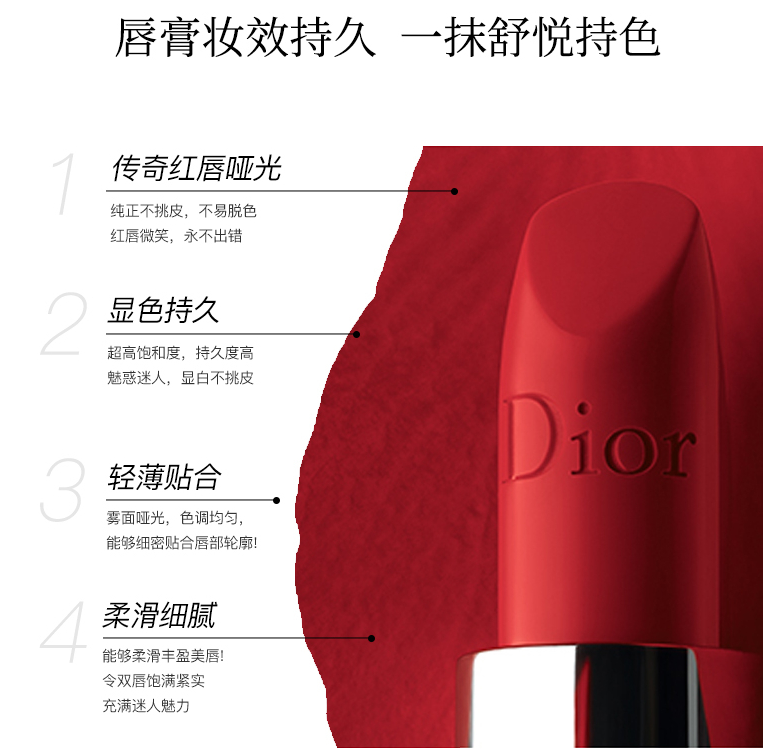 唇膏妆效持久 一抹舒悦持色
1
传奇红唇哑光
纯正不挑皮，不易脱色
红唇微笑，永不出错
2
显色持久
超高饱和度，持久度高
魅惑迷人，显白不挑皮
Dior
3
轻薄贴合
雾面哑光，色调均匀，
能够细密贴合唇部轮廓!
4
柔滑细腻
能够柔滑丰盈美唇!
令双唇饱满紧实
充满迷人魅力